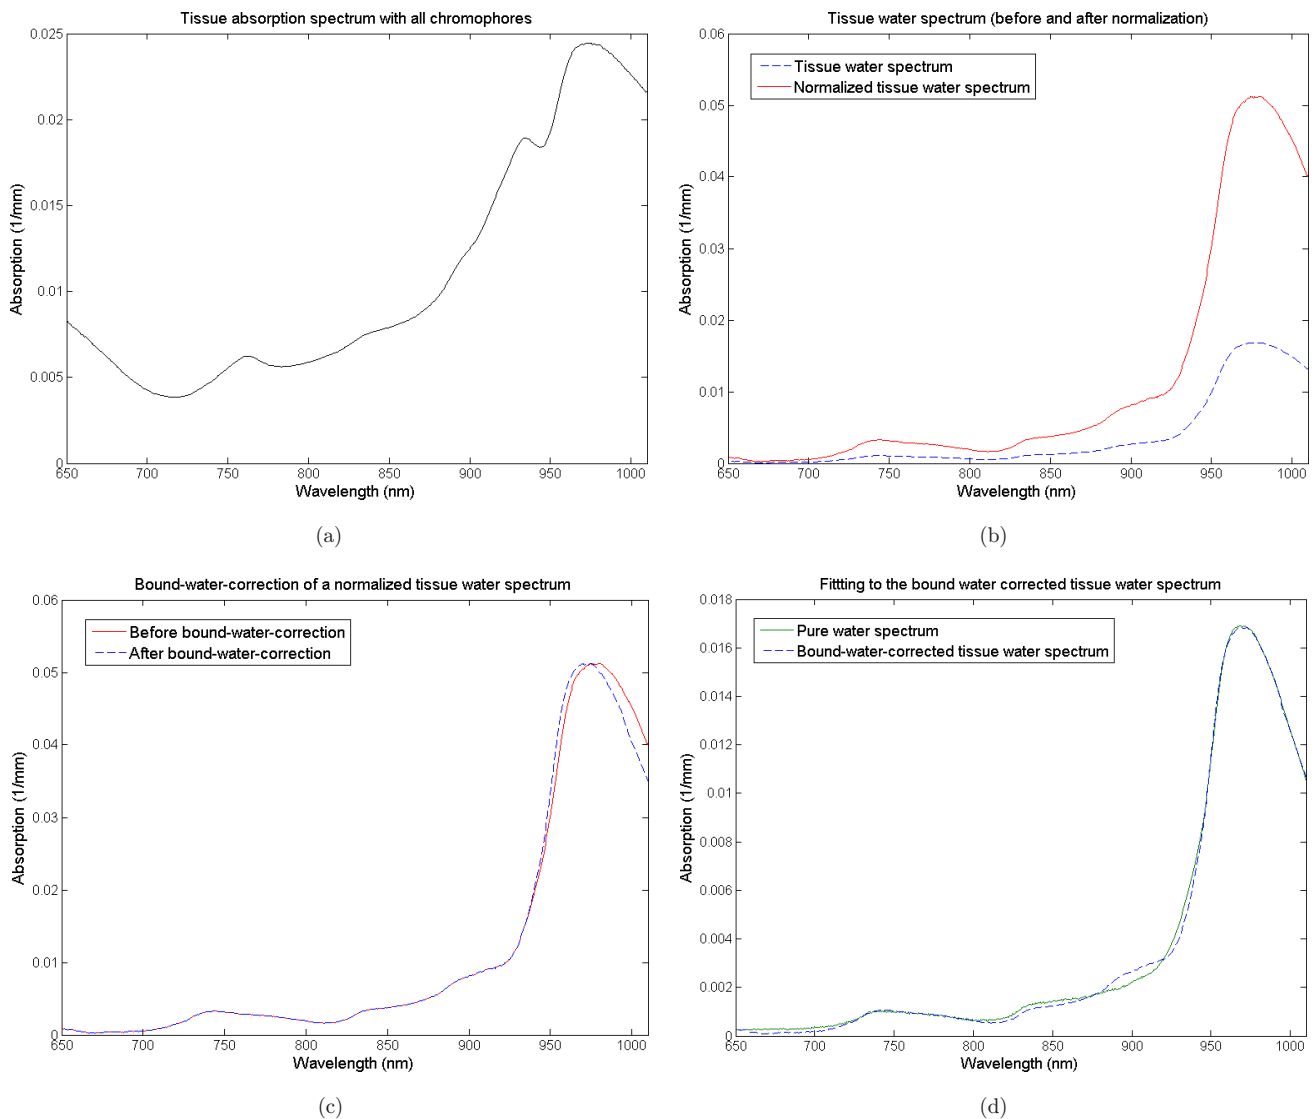 Tissue absorption spectrum with all chromophores
0.025
0.02
0.015
0.01
0.005
0
Absorption (1/mm)
650 700 750 800 850 900 950 1000
Wavelength (nm)
(a)
Tissue water spectrum (before and after normalization)
0.06
0.05
0.04
0.03
0.02
0.01
0
Absorption (1/mm)
Tissue water spectrum
Normalized tissue water spectrum
650 700 750 800 850 900 950 1000
Wavelength (nm)
(b)
Bound-water-correction of a normalized tissue water spectrum
0.06
0.05
0.04
0.03
0.02
0.01
0
Absorption (1/mm)
Before bound-water-correction
After bound-water-correction
650 700 750 800 850 900 950 1000
Wavelength (nm)
(c)
Fittting to the bound water corrected tissue water spectrum
0.018
0.016
0.014
0.012
0.01
0.008
0.006
0.004
0.002
0
Absorption (1/mm)
Pure water spectrum
Bound-water-corrected tissue water spectrum
650 700 750 800 850 900 950 1000
Wavelength (nm)
(d)